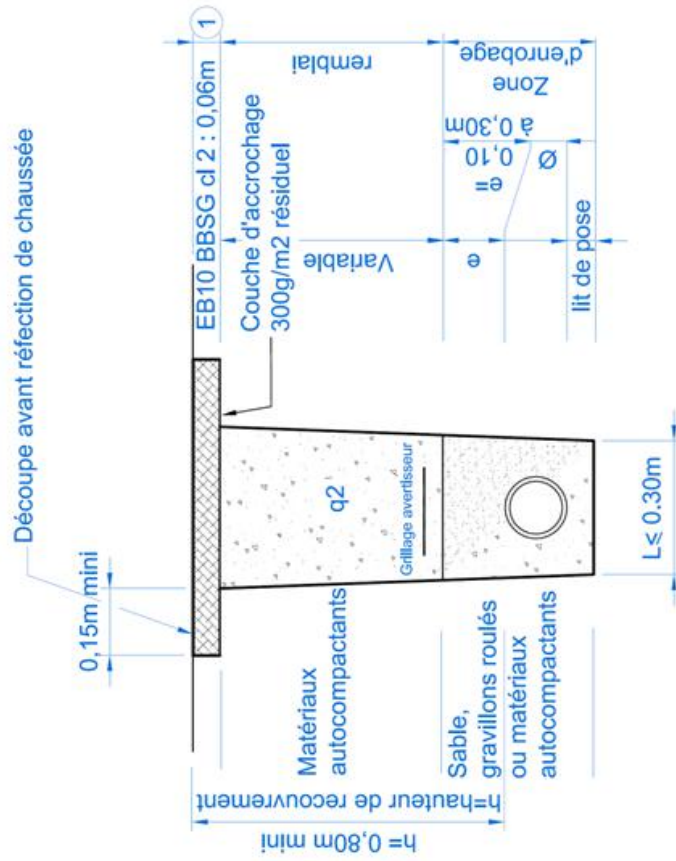 Découpe avant réfection de chaussée
0,15m mini
1
EB10 BBSG cl 2 : 0,06m
Couche d'accrochage
300g/m2 résiduel
Matériaux
autocompactants
q2
Grillage avertisseur
Variable
remblai
Sable,
gravillons roulés
ou matériaux
autocompactants
e
e=
0,10
à 0,30m
Ø
Zone
d'enrobage
lit de pose
L≤ 0.30m
h= 0,80m mini
h=hauteur de recouvrement